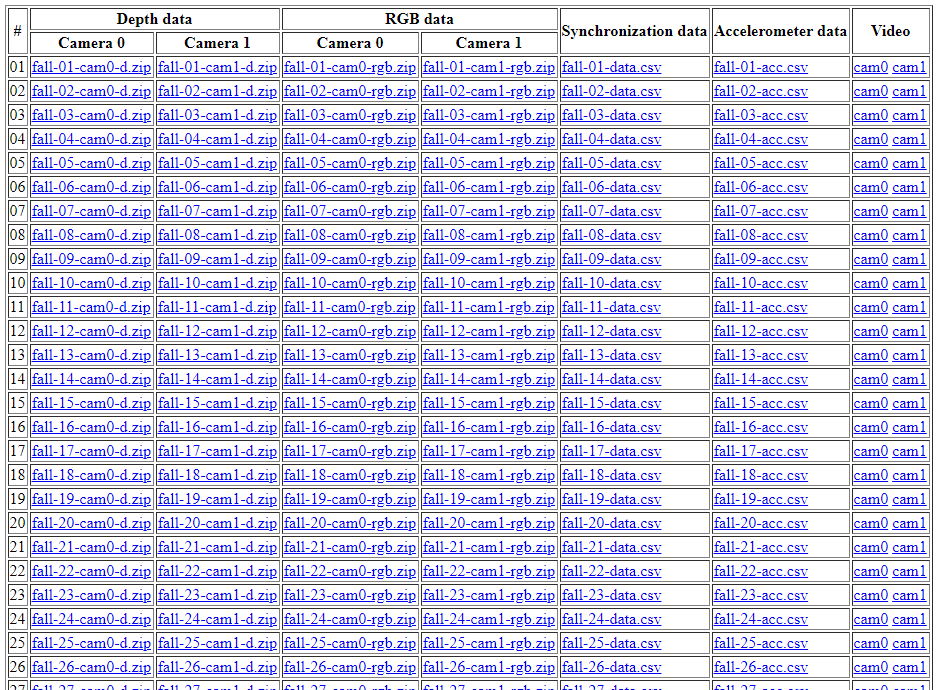 # Depth data RGB data Synchronization data Accelerometer data Video
Camera 0 Camera 1 Camera 0 Camera 1
01 fall-01-cam0-d.zip fall-01-cam1-d.zip fall-01-cam0-rgb.zip fall-01-cam1-rgb.zip fall-01-data.csv fall-01-acc.csv cam0 cam1
02 fall-02-cam0-d.zip fall-02-cam1-d.zip fall-02-cam0-rgb.zip fall-02-cam1-rgb.zip fall-02-data.csv fall-02-acc.csv cam0 cam1
03 fall-03-cam0-d.zip fall-03-cam1-d.zip fall-03-cam0-rgb.zip fall-03-cam1-rgb.zip fall-03-data.csv fall-03-acc.csv cam0 cam1
04 fall-04-cam0-d.zip fall-04-cam1-d.zip fall-04-cam0-rgb.zip fall-04-cam1-rgb.zip fall-04-data.csv fall-04-acc.csv cam0 cam1
05 fall-05-cam0-d.zip fall-05-cam1-d.zip fall-05-cam0-rgb.zip fall-05-cam1-rgb.zip fall-05-data.csv fall-05-acc.csv cam0 cam1
06 fall-06-cam0-d.zip fall-06-cam1-d.zip fall-06-cam0-rgb.zip fall-06-cam1-rgb.zip fall-06-data.csv fall-06-acc.csv cam0 cam1
07 fall-07-cam0-d.zip fall-07-cam1-d.zip fall-07-cam0-rgb.zip fall-07-cam1-rgb.zip fall-07-data.csv fall-07-acc.csv cam0 cam1
08 fall-08-cam0-d.zip fall-08-cam1-d.zip fall-08-cam0-rgb.zip fall-08-cam1-rgb.zip fall-08-data.csv fall-08-acc.csv cam0 cam1
09 fall-09-cam0-d.zip fall-09-cam1-d.zip fall-09-cam0-rgb.zip fall-09-cam1-rgb.zip fall-09-data.csv fall-09-acc.csv cam0 cam1
10 fall-10-cam0-d.zip fall-10-cam1-d.zip fall-10-cam0-rgb.zip fall-10-cam1-rgb.zip fall-10-data.csv fall-10-acc.csv cam0 cam1
11 fall-11-cam0-d.zip fall-11-cam1-d.zip fall-11-cam0-rgb.zip fall-11-cam1-rgb.zip fall-11-data.csv fall-11-acc.csv cam0 cam1
12 fall-12-cam0-d.zip fall-12-cam1-d.zip fall-12-cam0-rgb.zip fall-12-cam1-rgb.zip fall-12-data.csv fall-12-acc.csv cam0 cam1
13 fall-13-cam0-d.zip fall-13-cam1-d.zip fall-13-cam0-rgb.zip fall-13-cam1-rgb.zip fall-13-data.csv fall-13-acc.csv cam0 cam1
14 fall-14-cam0-d.zip fall-14-cam1-d.zip fall-14-cam0-rgb.zip fall-14-cam1-rgb.zip fall-14-data.csv fall-14-acc.csv cam0 cam1
15 fall-15-cam0-d.zip fall-15-cam1-d.zip fall-15-cam0-rgb.zip fall-15-cam1-rgb.zip fall-15-data.csv fall-15-acc.csv cam0 cam1
16 fall-16-cam0-d.zip fall-16-cam1-d.zip fall-16-cam0-rgb.zip fall-16-cam1-rgb.zip fall-16-data.csv fall-16-acc.csv cam0 cam1
17 fall-17-cam0-d.zip fall-17-cam1-d.zip fall-17-cam0-rgb.zip fall-17-cam1-rgb.zip fall-17-data.csv fall-17-acc.csv cam0 cam1
18 fall-18-cam0-d.zip fall-18-cam1-d.zip fall-18-cam0-rgb.zip fall-18-cam1-rgb.zip fall-18-data.csv fall-18-acc.csv cam0 cam1
19 fall-19-cam0-d.zip fall-19-cam1-d.zip fall-19-cam0-rgb.zip fall-19-cam1-rgb.zip fall-19-data.csv fall-19-acc.csv cam0 cam1
20 fall-20-cam0-d.zip fall-20-cam1-d.zip fall-20-cam0-rgb.zip fall-20-cam1-rgb.zip fall-20-data.csv fall-20-acc.csv cam0 cam1
21 fall-21-cam0-d.zip fall-21-cam1-d.zip fall-21-cam0-rgb.zip fall-21-cam1-rgb.zip fall-21-data.csv fall-21-acc.csv cam0 cam1
22 fall-22-cam0-d.zip fall-22-cam1-d.zip fall-22-cam0-rgb.zip fall-22-cam1-rgb.zip fall-22-data.csv fall-22-acc.csv cam0 cam1
23 fall-23-cam0-d.zip fall-23-cam1-d.zip fall-23-cam0-rgb.zip fall-23-cam1-rgb.zip fall-23-data.csv fall-23-acc.csv cam0 cam1
24 fall-24-cam0-d.zip fall-24-cam1-d.zip fall-24-cam0-rgb.zip fall-24-cam1-rgb.zip fall-24-data.csv fall-24-acc.csv cam0 cam1
25 fall-25-cam0-d.zip fall-25-cam1-d.zip fall-25-cam0-rgb.zip fall-25-cam1-rgb.zip fall-25-data.csv fall-25-acc.csv cam0 cam1
26 fall-26-cam0-d.zip fall-26-cam1-d.zip fall-26-cam0-rgb.zip fall-26-cam1-rgb.zip fall-26-data.csv fall-26-acc.csv cam0 cam1